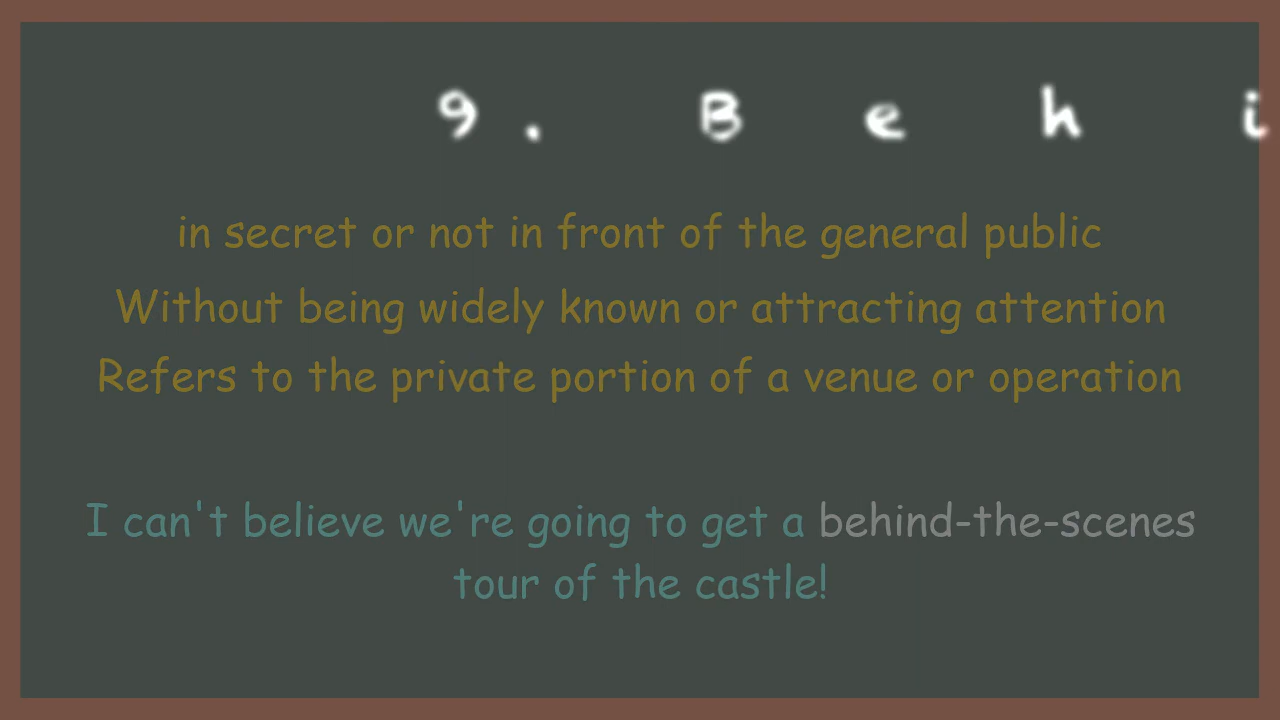 9. Behi
in secret or not in front of the general public
Without being widely known or attracting attention
Refers to the private portion of a venue or operation
I can't believe we're going to get a behind-the-scenes
tour of the castle!